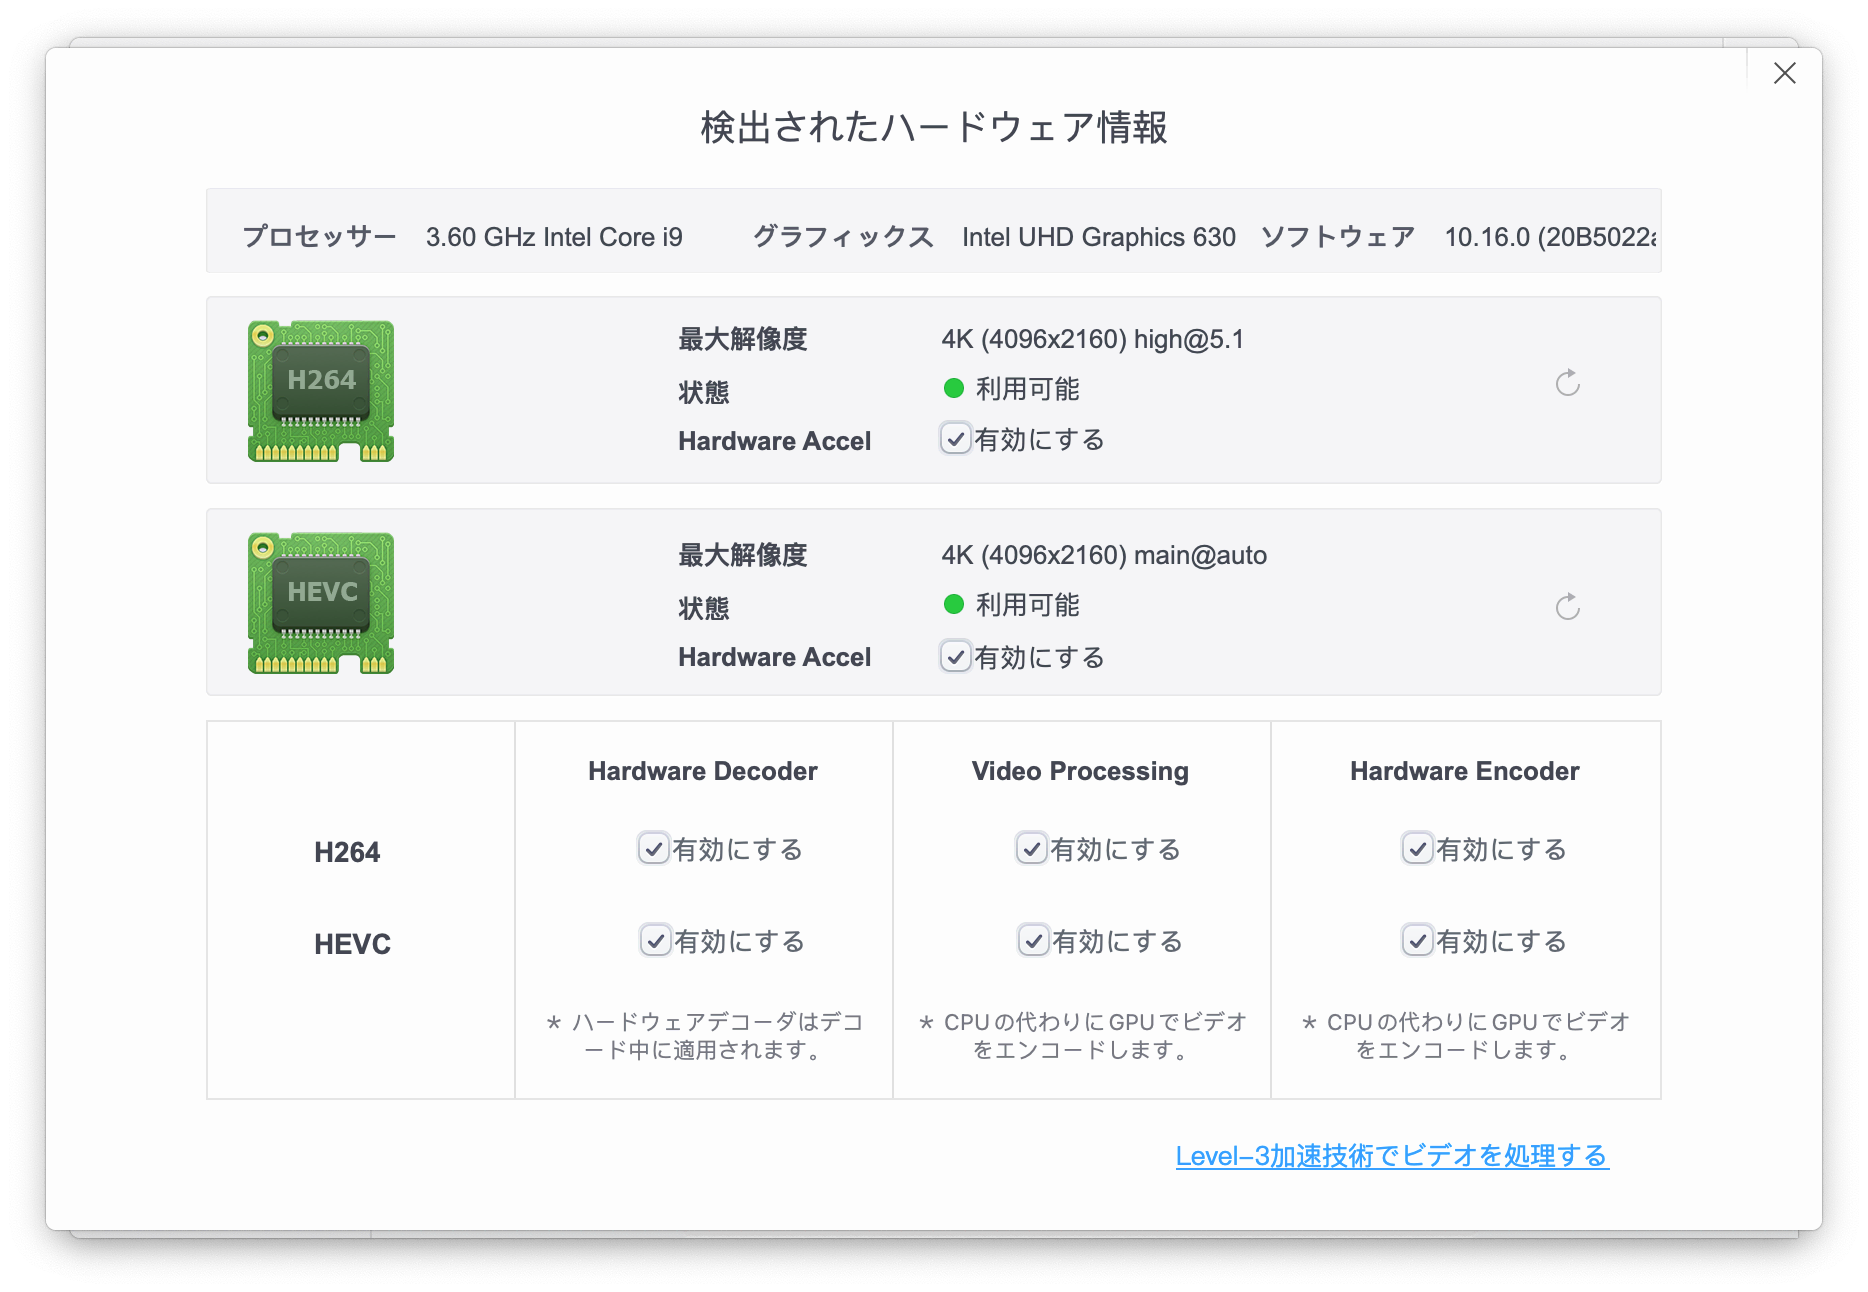 検出されたハードウェア情報
プロセッサー 3.60 GHz Intel Core i9 グラフィックス Intel UHD Graphics 630 ソフトウェア 10.16.0 (20B5022a
H264
最大解像度 4K (4096x2160) high@5.1
状態 利用可能
Hardware Accel 有効にする
HEVC
最大解像度 4K (4096x2160) main@auto
状態 利用可能
Hardware Accel 有効にする
Hardware Decoder Video Processing Hardware Encoder
H264 有効にする 有効にする 有効にする
HEVC 有効にする 有効にする 有効にする
* ハードウェアデコーダはデコ
ード中に適用されます。
* CPUの代わりにGPUでビデオ
をエンコードします。
* CPUの代わりにGPUでビデオ
をエンコードします。
Level-3加速技術でビデオを処理する